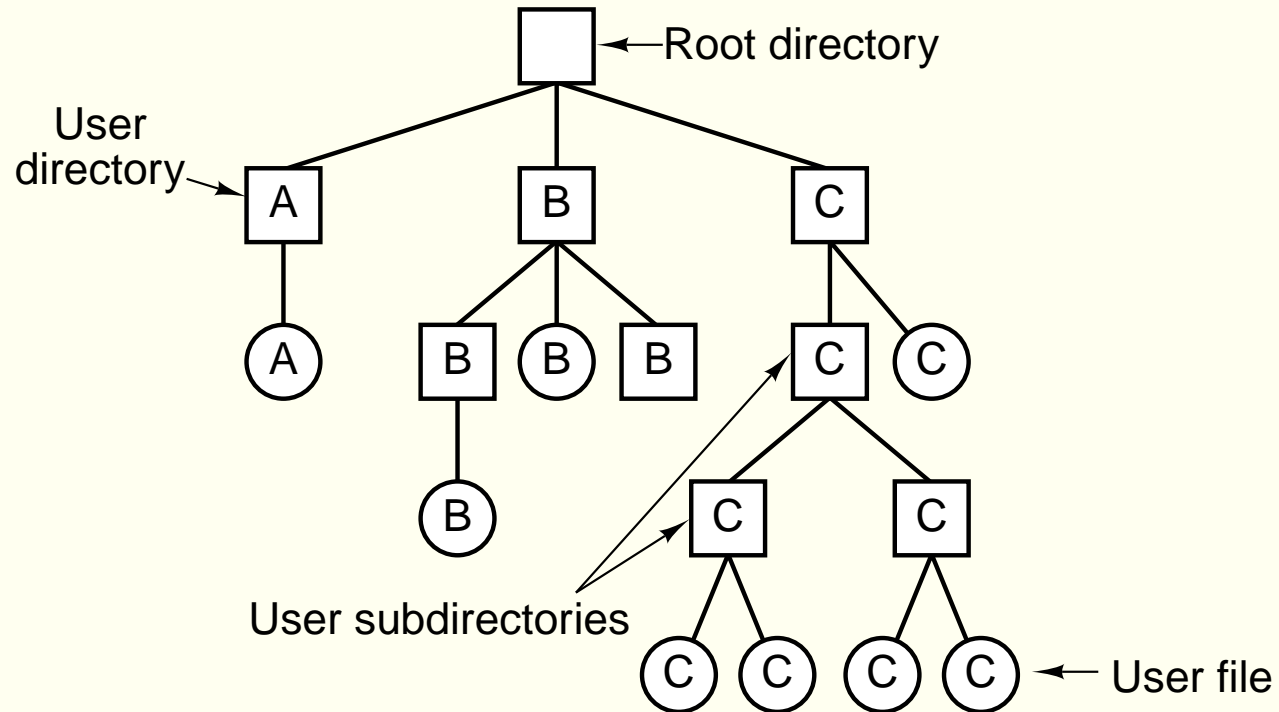 Root directory
User
directory
A
B
C
A
B
B
B
C
C
B
C
C
User subdirectories
C
C
C
C
User file